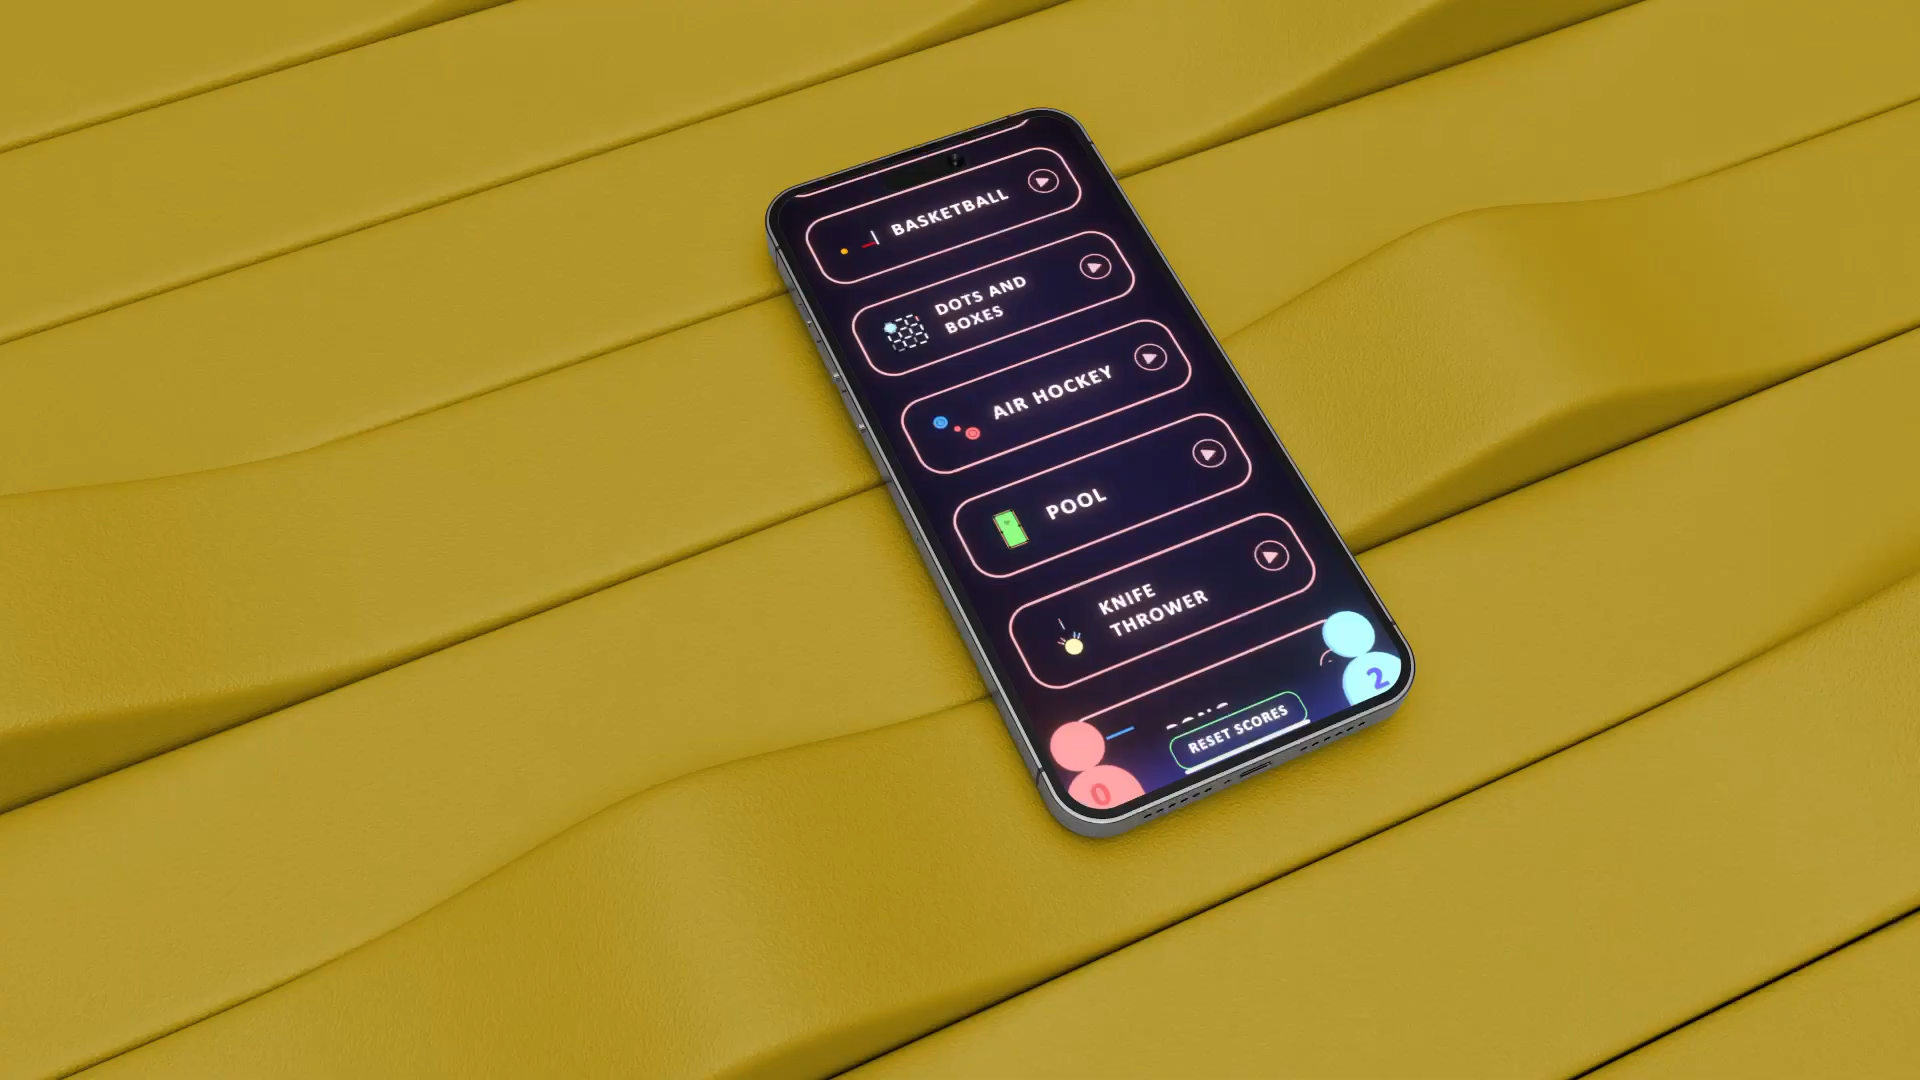 BASKETBALL
DOTS AND
BOXES
AIR HOCKEY
POOL
KNIFE
THROWER
2
RESET SCORES
0